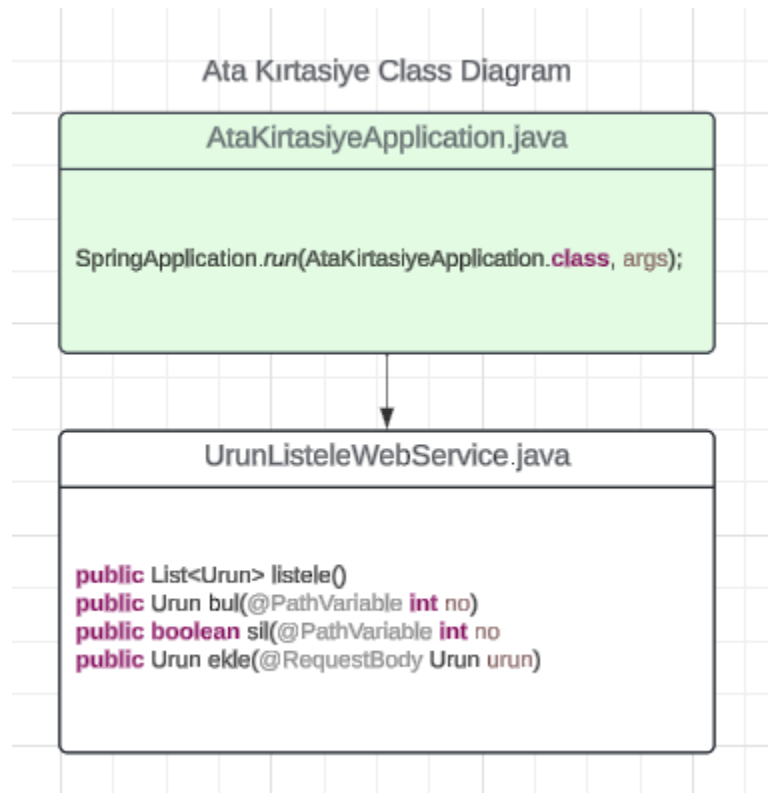 Ata Kırtasiye Class Diagram
AtaKirtasiyeApplication.java
SpringApplication.run(AtaKirtasiyeApplication.class, args);
UrunListeleWebService.java
public List<Urun> listele()
public Urun bul(@PathVariable int no)
public boolean sil(@PathVariable int no
public Urun ekle(@RequestBody Urun urun)